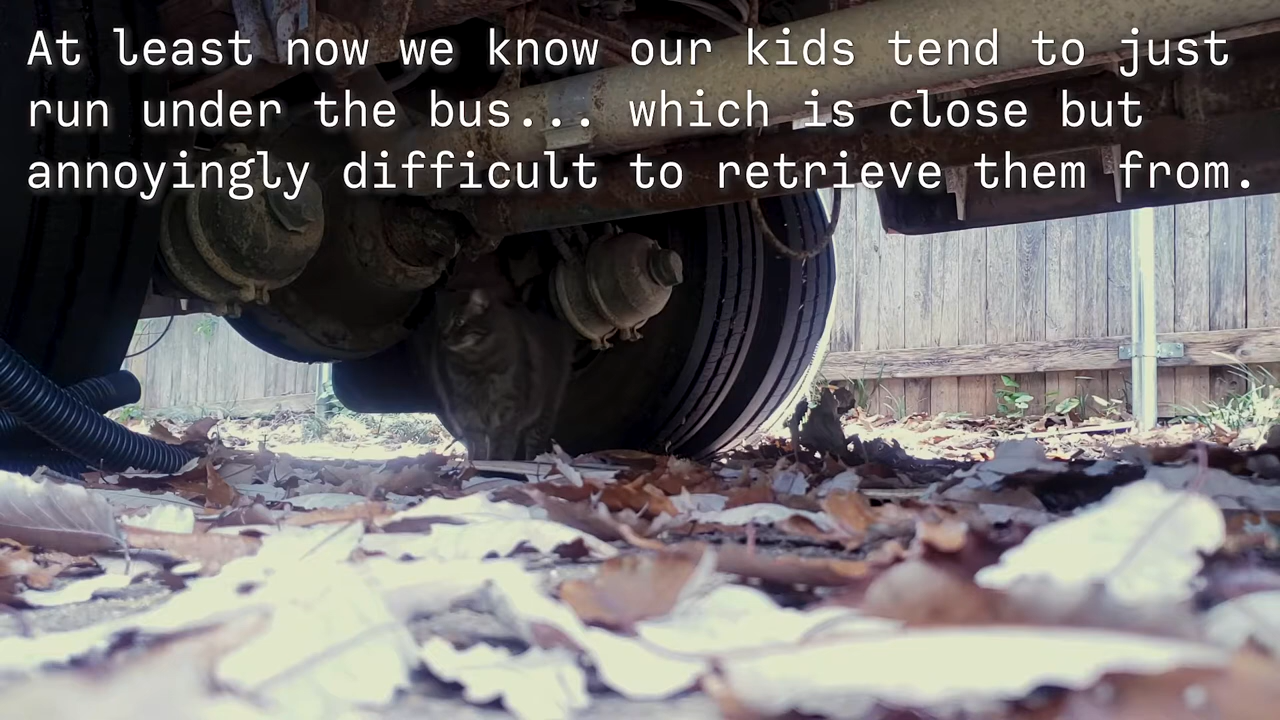 At least now we know our kids tend to just
run under the bus... which is close but
annoyingly difficult to retrieve them from.